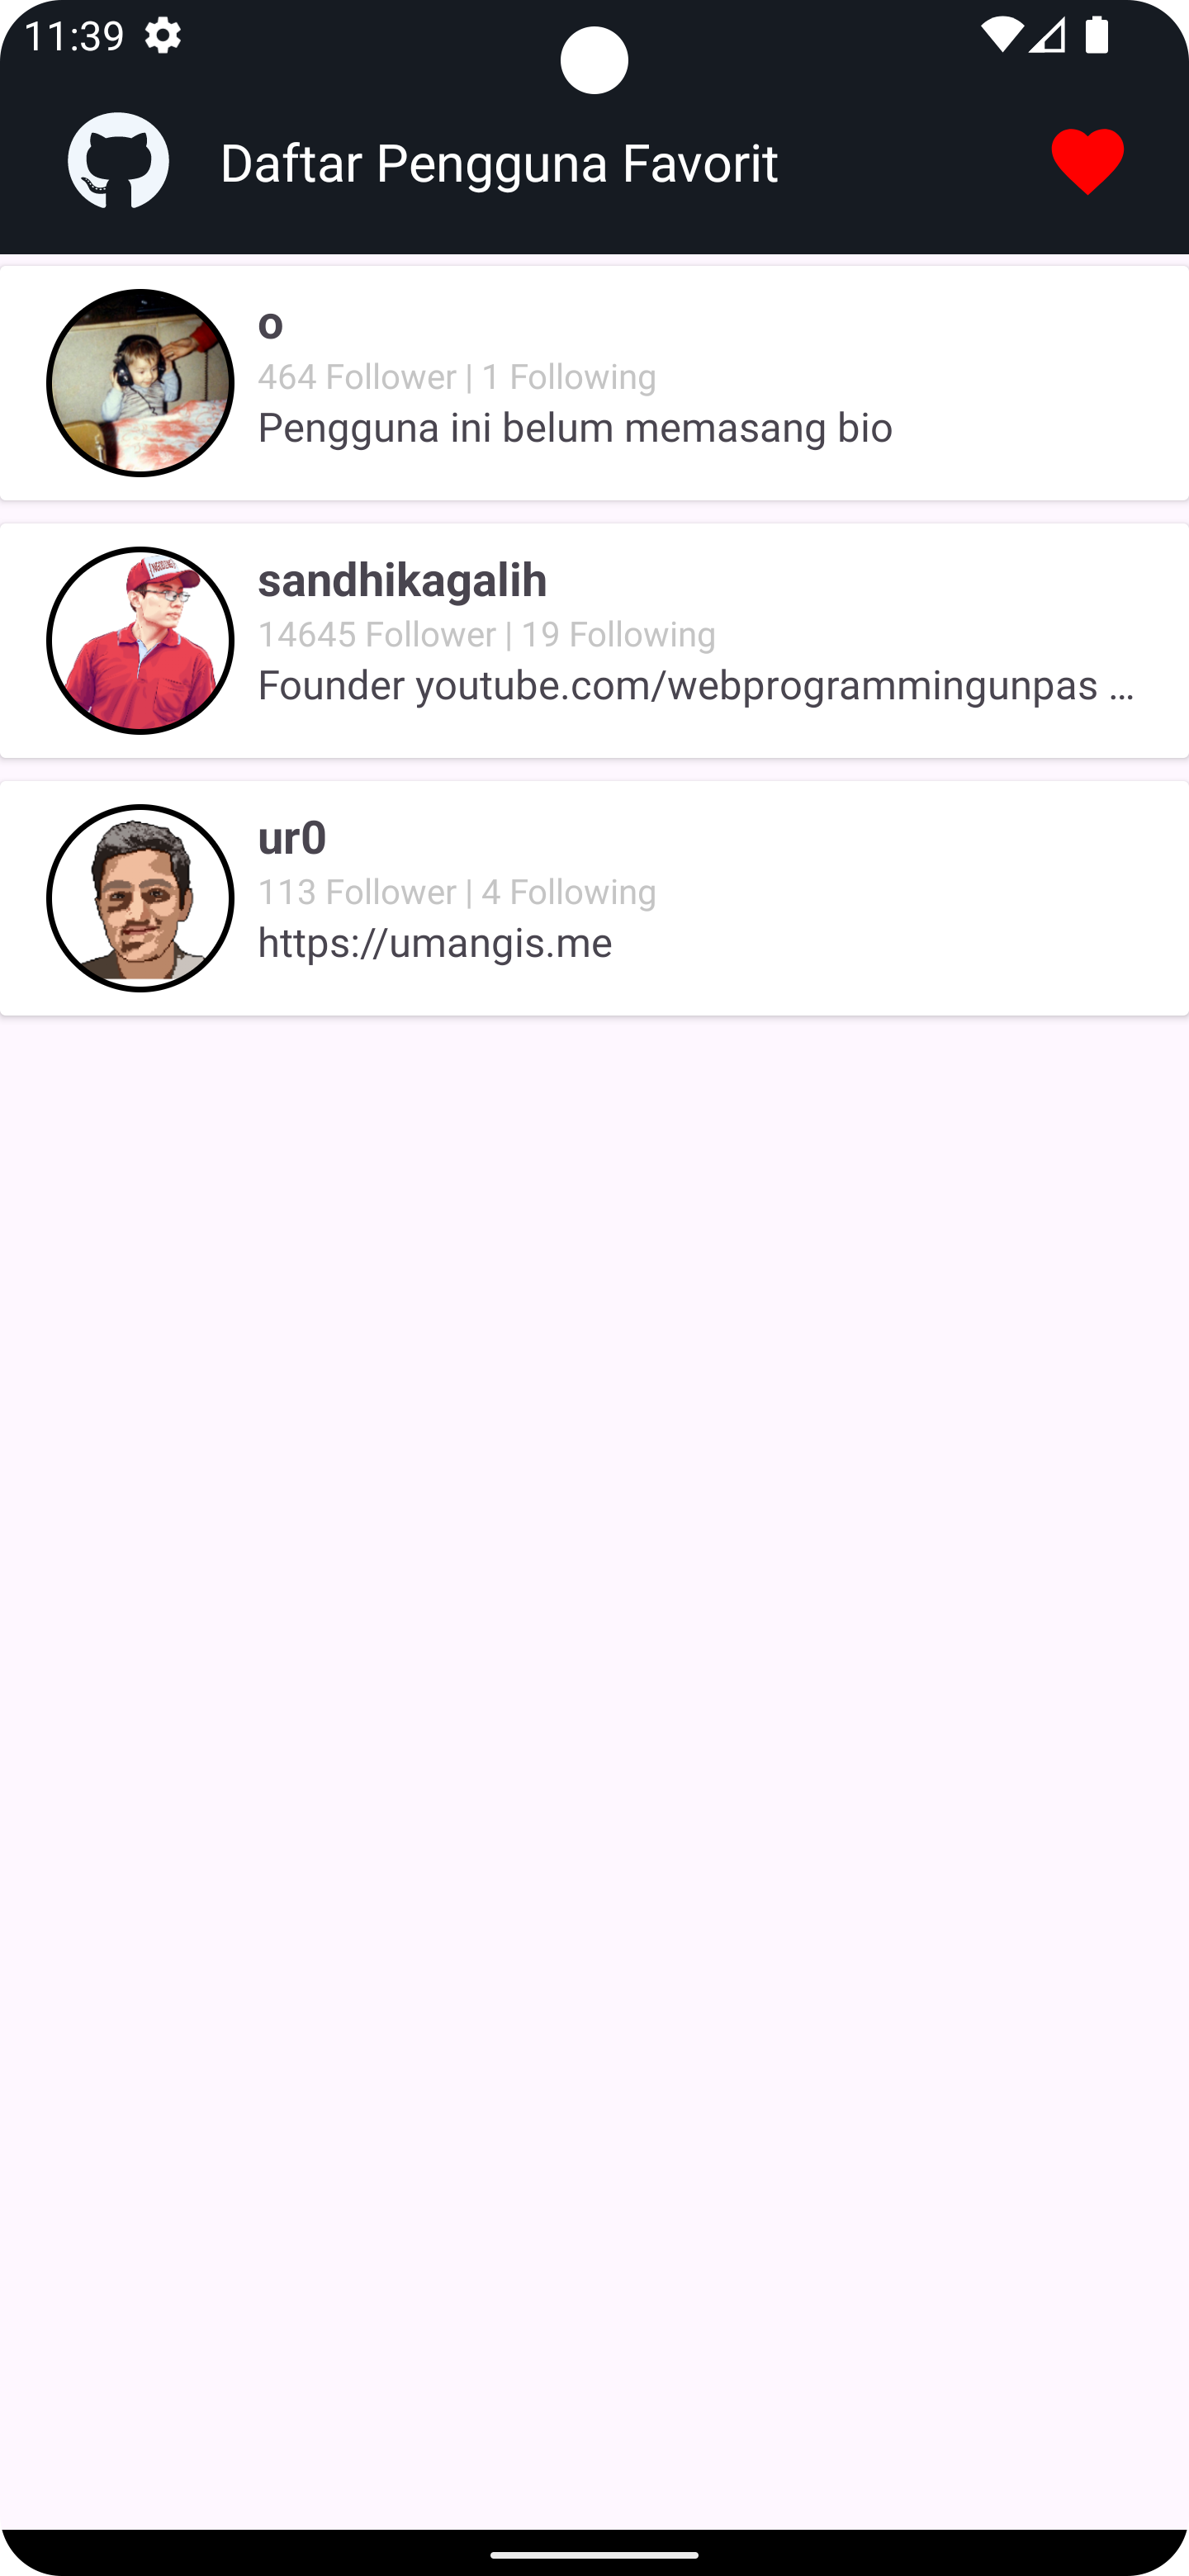 11:39
Daftar Pengguna Favorit
o
464 Follower | 1 Following
Pengguna ini belum memasang bio
sandhikagalih
14645 Follower | 19 Following
Founder youtube.com/webprogrammingunpas ...
ur0
113 Follower | 4 Following
https://umangis.me